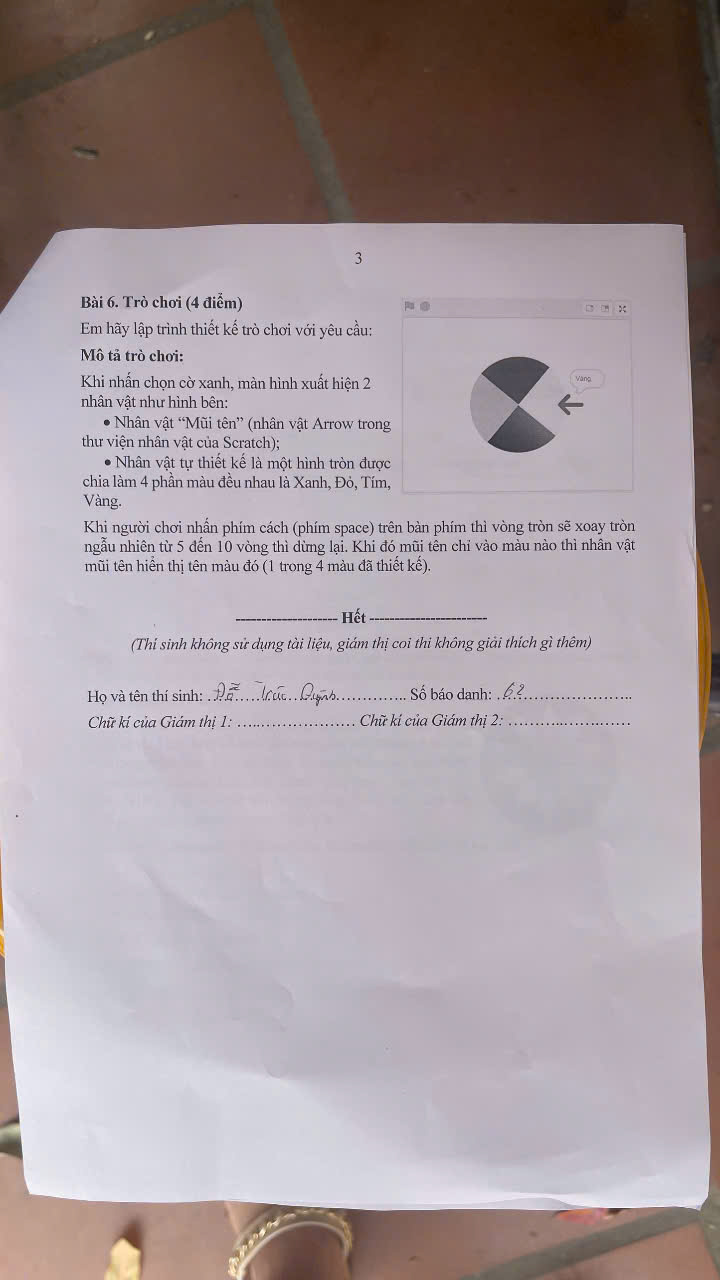 3
Bài 6. Trò chơi (4 điểm)
Em hãy lập trình thiết kế trò chơi với yêu cầu:
Mô tả trò chơi:
Khi nhấn chọn cờ xanh, màn hình xuất hiện 2
nhân vật như hình bên:
• Nhân vật “Mũi tên” (nhân vật Arrow trong
thư viện nhân vật của Scratch);
• Nhân vật tự thiết kế là một hình tròn được
chia làm 4 phần màu đều nhau là Xanh, Đỏ, Tím,
Vàng.
Vàng
Khi người chơi nhấn phím cách (phím space) trên bàn phím thì vòng tròn sẽ xoay tròn
ngẫu nhiên từ 5 đến 10 vòng thì dừng lại. Khi đó mũi tên chỉ vào màu nào thì nhân vật
mũi tên hiển thị tên màu đó (1 trong 4 màu đã thiết kế).
-------------------- Hết -----------------------
(Thí sinh không sử dụng tài liệu, giám thị coi thi không giải thích gì thêm)
Họ và tên thí sinh: Đỗ Trúc Quỳnh Số báo danh: 62
Chữ kí của Giám thị 1: ........................ Chữ kí của Giám thị 2: ........................